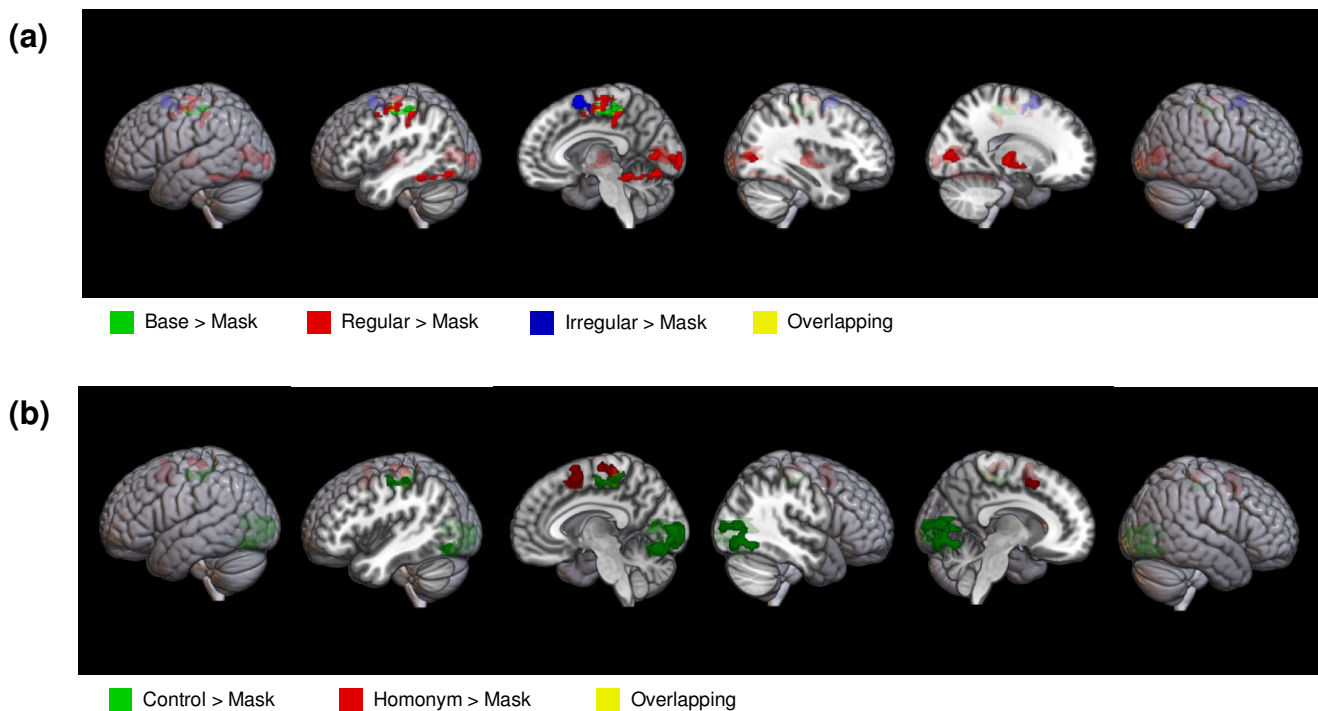 (a)
Base > Mask Regular > Mask Irregular > Mask Overlapping
(b)
Control > Mask Homonym > Mask Overlapping